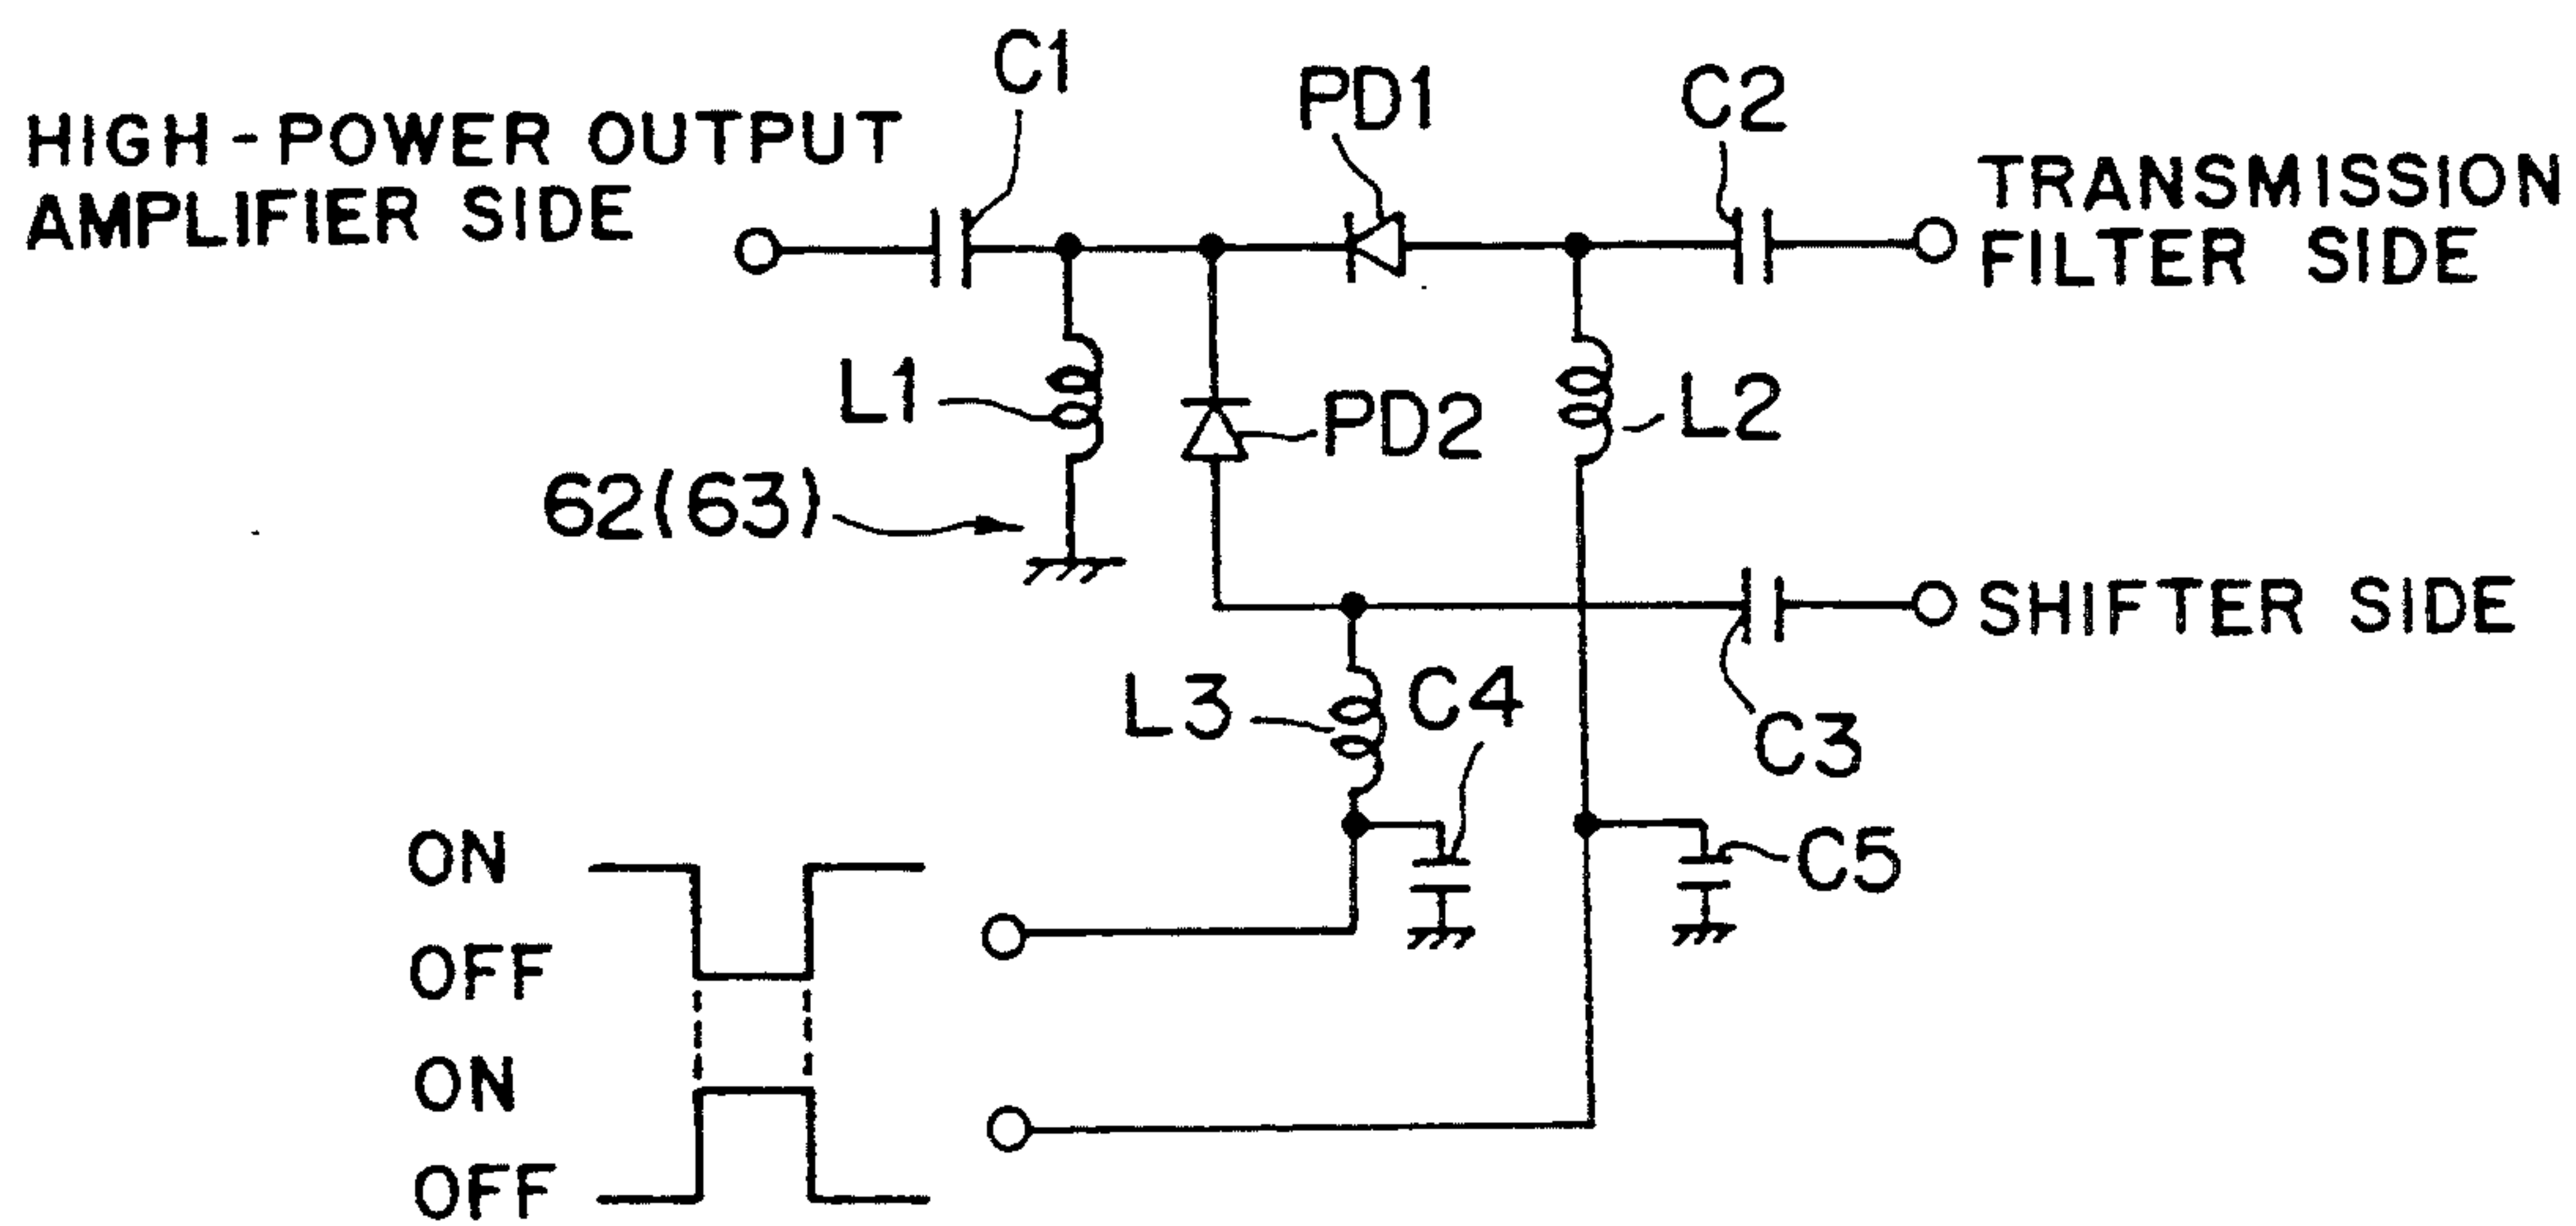 C1
PD1
C2
HIGH-POWER OUTPUT
AMPLIFIER SIDE
TRANSMISSION
FILTER SIDE
L1
PD2
L2
62(63)
SHIFTER SIDE
L3
C4
C3
ON
C5
OFF
ON
OFF